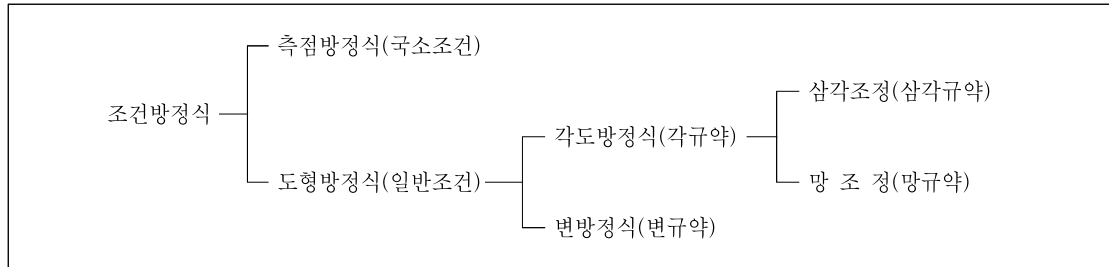 측점방정식(국소조건)
삼각조정(삼각규약)
조건방정식
각도방정식(각규약)
도형방정식(일반조건)
망 조 정(망규약)
변방정식(변규약)